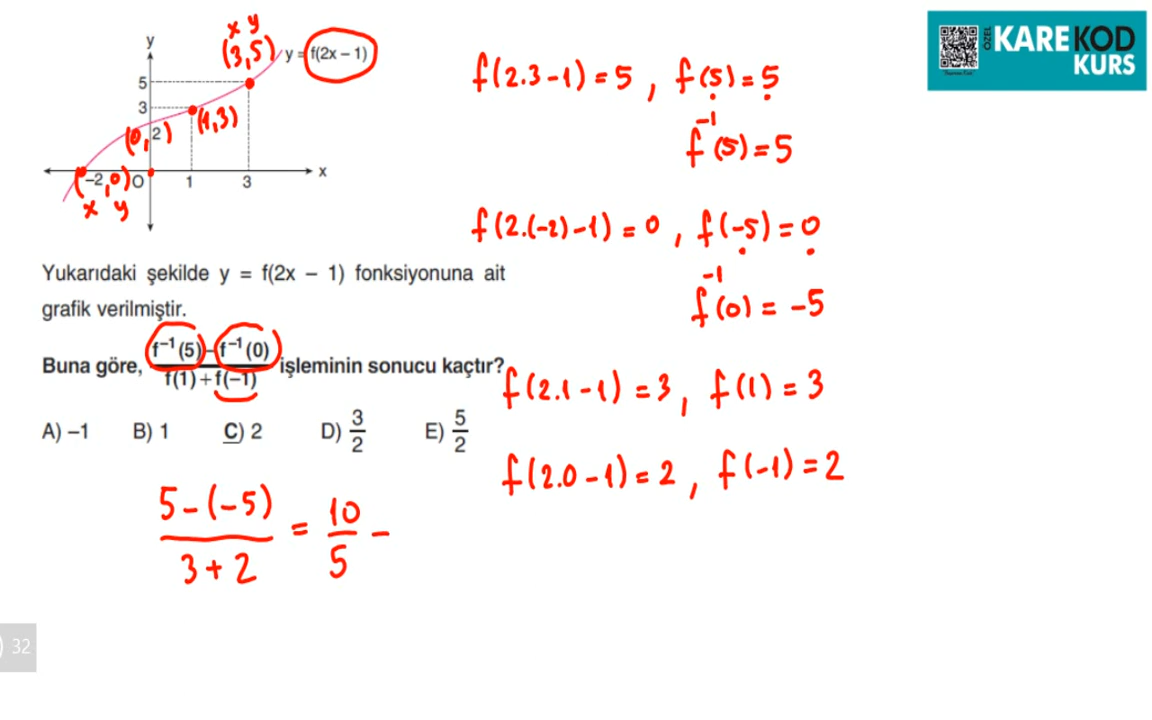 ÖZEL KAREKOD
KURS
y
x y
(3,5)
y = f(2x – 1)
5
3
(1,3)
(0,2)
(–2,0) O 1 3 x
x y
f(2.3-1)=5, f(5)=5
f⁻¹(5)=5
f(2.(-2)-1)=0, f(-5)=0
f⁻¹(0)=-5
Yukarıdaki şekilde y = f(2x – 1) fonksiyonuna ait
grafik verilmiştir.
Buna göre, (f⁻¹(5)–f⁻¹(0))/(f(1)+f(–1)) işleminin sonucu kaçtır?
f(2.1-1)=3, f(1)=3
A) –1 B) 1 C) 2 D) 3/2 E) 5/2
f(2.0-1)=2, f(-1)=2
(5-(-5))/(3+2) = 10/5 -
) 32